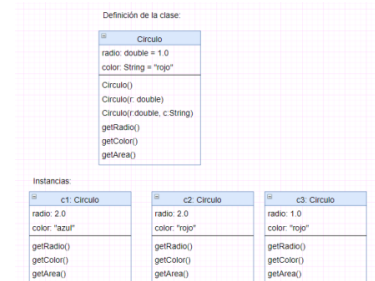 Definición de la clase:
Circulo
radio: double = 1.0
color: String = "rojo"
Circulo()
Circulo(r: double)
Circulo(r:double, c:String)
getRadio()
getColor()
getArea()
Instancias:
c1: Circulo
radio: 2.0
color: "azul"
getRadio()
getColor()
getArea()
c2: Circulo
radio: 2.0
color: "rojo"
getRadio()
getColor()
getArea()
c3: Circulo
radio: 1.0
color: "rojo"
getRadio()
getColor()
getArea()